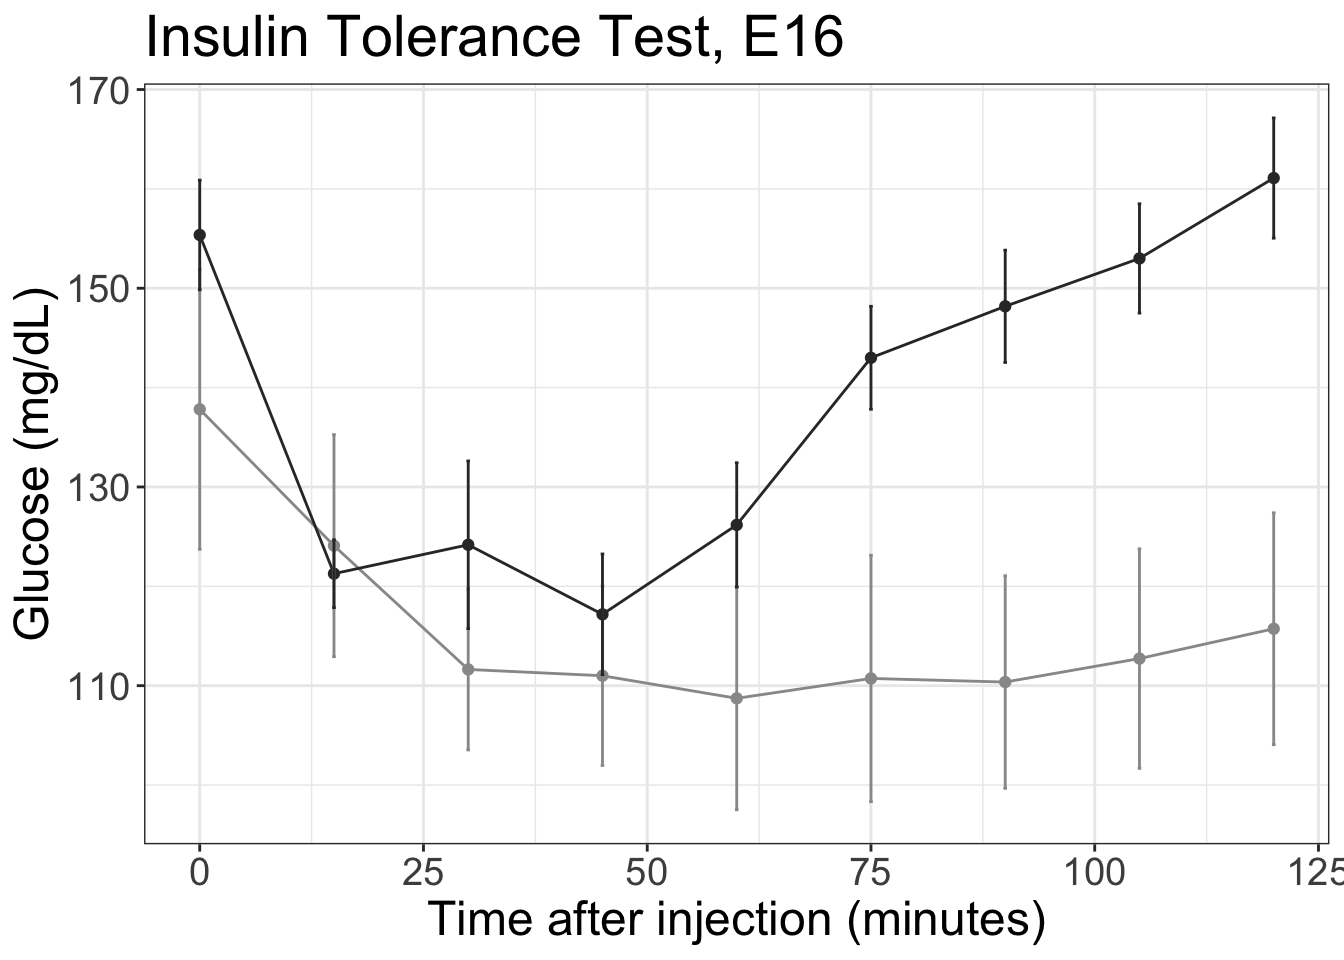 Insulin Tolerance Test, E16
Glucose (mg/dL)
170
150
130
110
0 25 50 75 100 125
Time after injection (minutes)